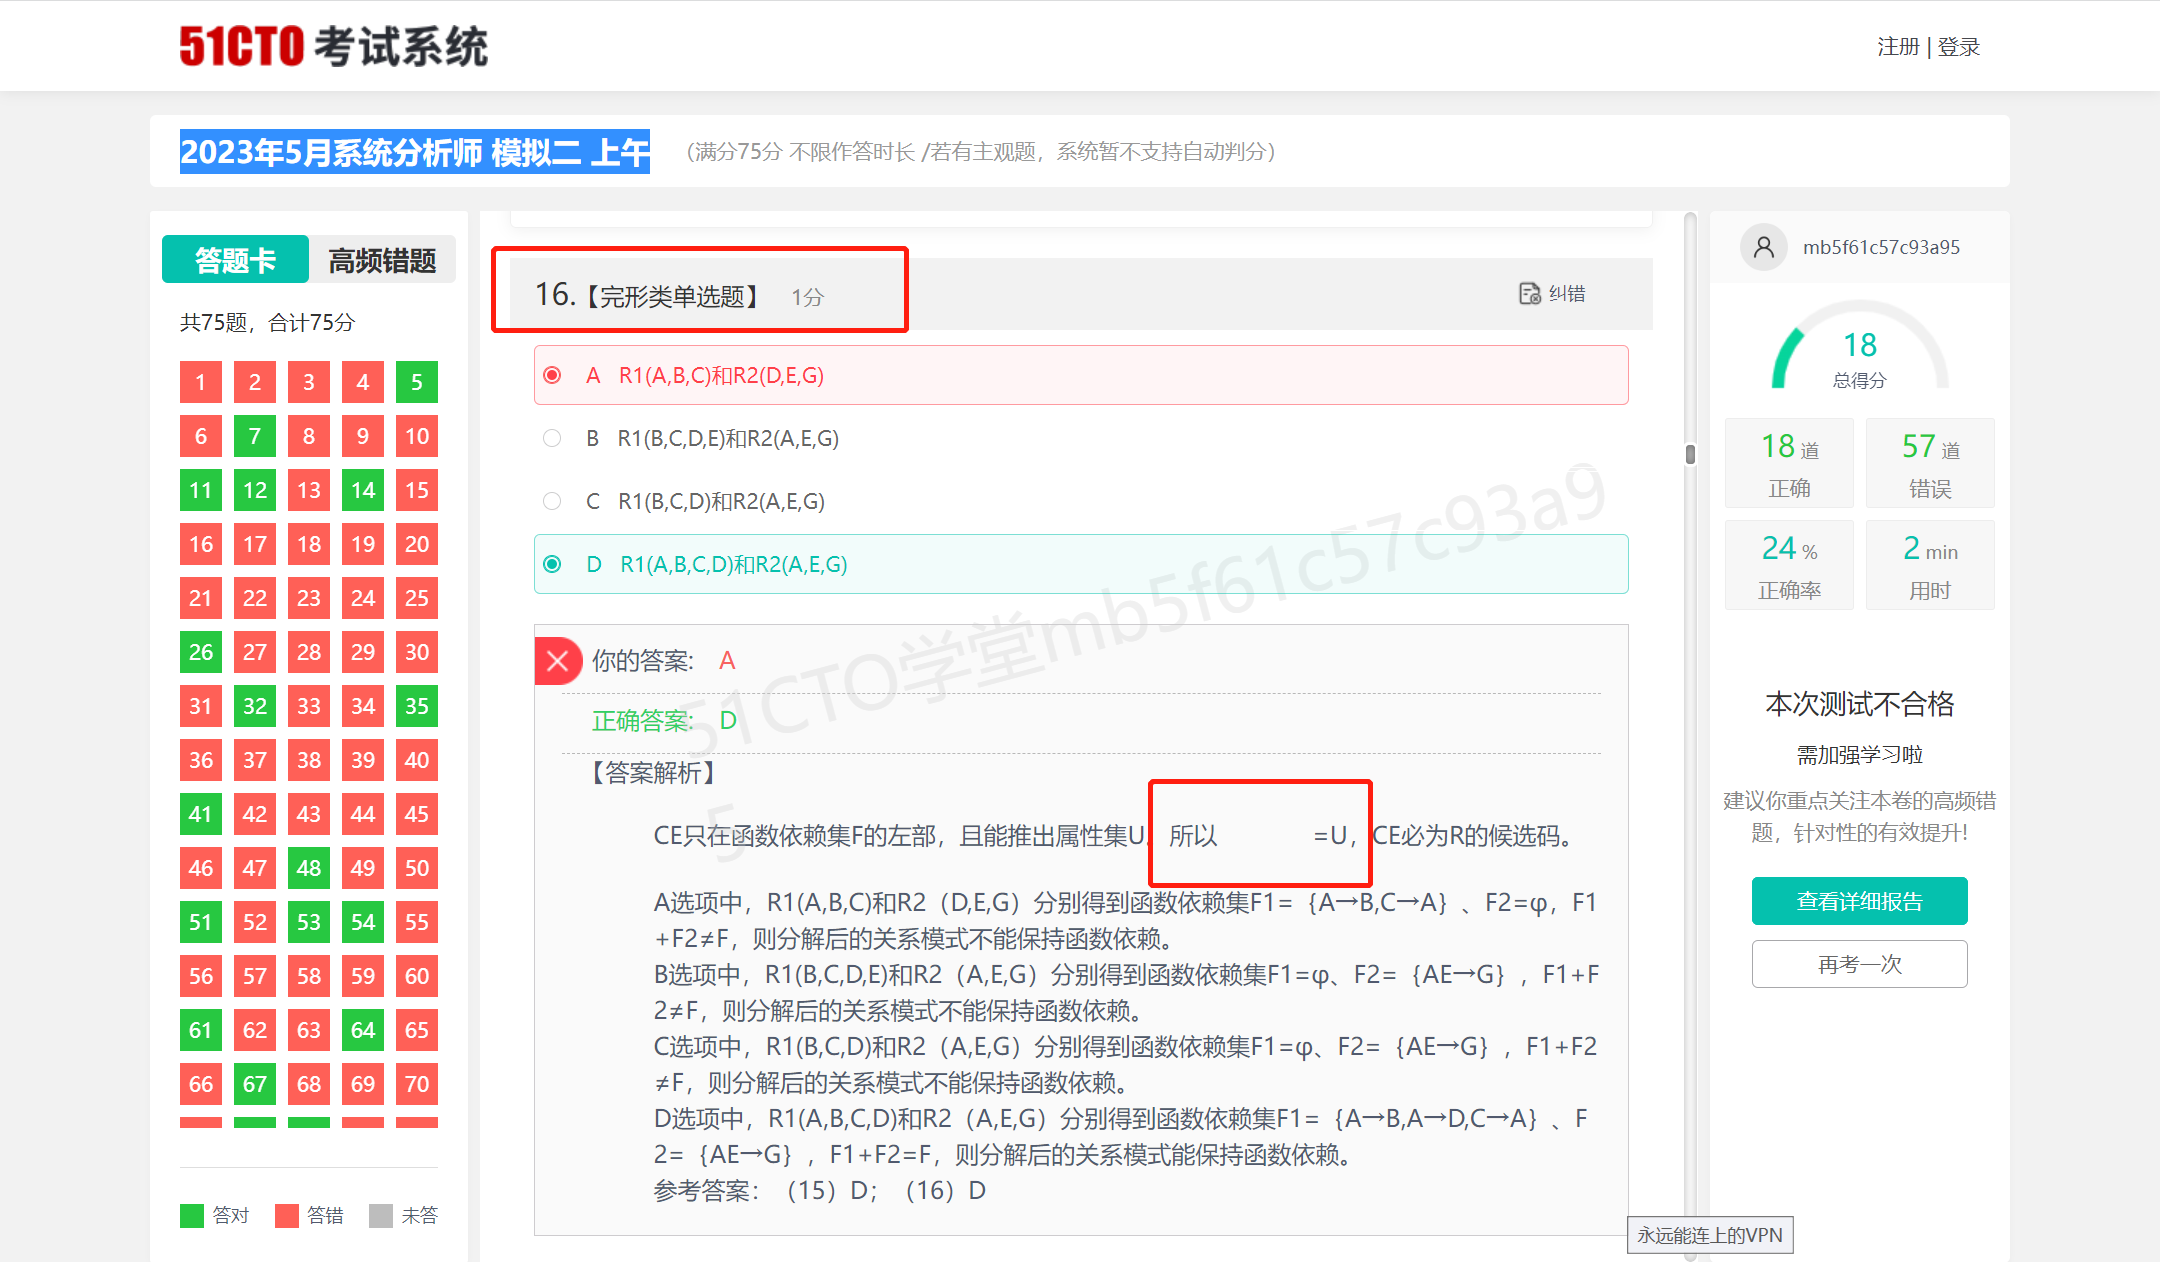 51CTO 考试系统
注册 | 登录
2023年5月系统分析师 模拟二 上午 (满分75分 不限作答时长 /若有主观题，系统暂不支持自动判分)
答题卡 高频错题
共75题，合计75分
1 2 3 4 5
6 7 8 9 10
11 12 13 14 15
16 17 18 19 20
21 22 23 24 25
26 27 28 29 30
31 32 33 34 35
36 37 38 39 40
41 42 43 44 45
46 47 48 49 50
51 52 53 54 55
56 57 58 59 60
61 62 63 64 65
66 67 68 69 70
答对 答错 未答
16.【完形类单选题】 1分
纠错
A R1(A,B,C)和R2(D,E,G)
B R1(B,C,D,E)和R2(A,E,G)
C R1(B,C,D)和R2(A,E,G)
D R1(A,B,C,D)和R2(A,E,G)
你的答案: A
正确答案: D
【答案解析】
CE只在函数依赖集F的左部，且能推出属性集U，所以 =U，CE必为R的候选码。
A选项中，R1(A,B,C)和R2（D,E,G）分别得到函数依赖集F1=｛A→B,C→A｝、F2=φ，F1
+F2≠F，则分解后的关系模式不能保持函数依赖。
B选项中，R1(B,C,D,E)和R2（A,E,G）分别得到函数依赖集F1=φ、F2=｛AE→G｝，F1+F
2≠F，则分解后的关系模式不能保持函数依赖。
C选项中，R1(B,C,D)和R2（A,E,G）分别得到函数依赖集F1=φ、F2=｛AE→G｝，F1+F2
≠F，则分解后的关系模式不能保持函数依赖。
D选项中，R1(A,B,C,D)和R2（A,E,G）分别得到函数依赖集F1=｛A→B,A→D,C→A｝、F
2=｛AE→G｝，F1+F2=F，则分解后的关系模式能保持函数依赖。
参考答案：（15）D；（16）D
51CTO学堂mb5f61c57c93a9
5
mb5f61c57c93a95
18
总得分
18 道
正确
57 道
错误
24 %
正确率
2 min
用时
本次测试不合格
需加强学习啦
建议你重点关注本卷的高频错
题，针对性的有效提升!
查看详细报告
再考一次
永远能连上的VPN